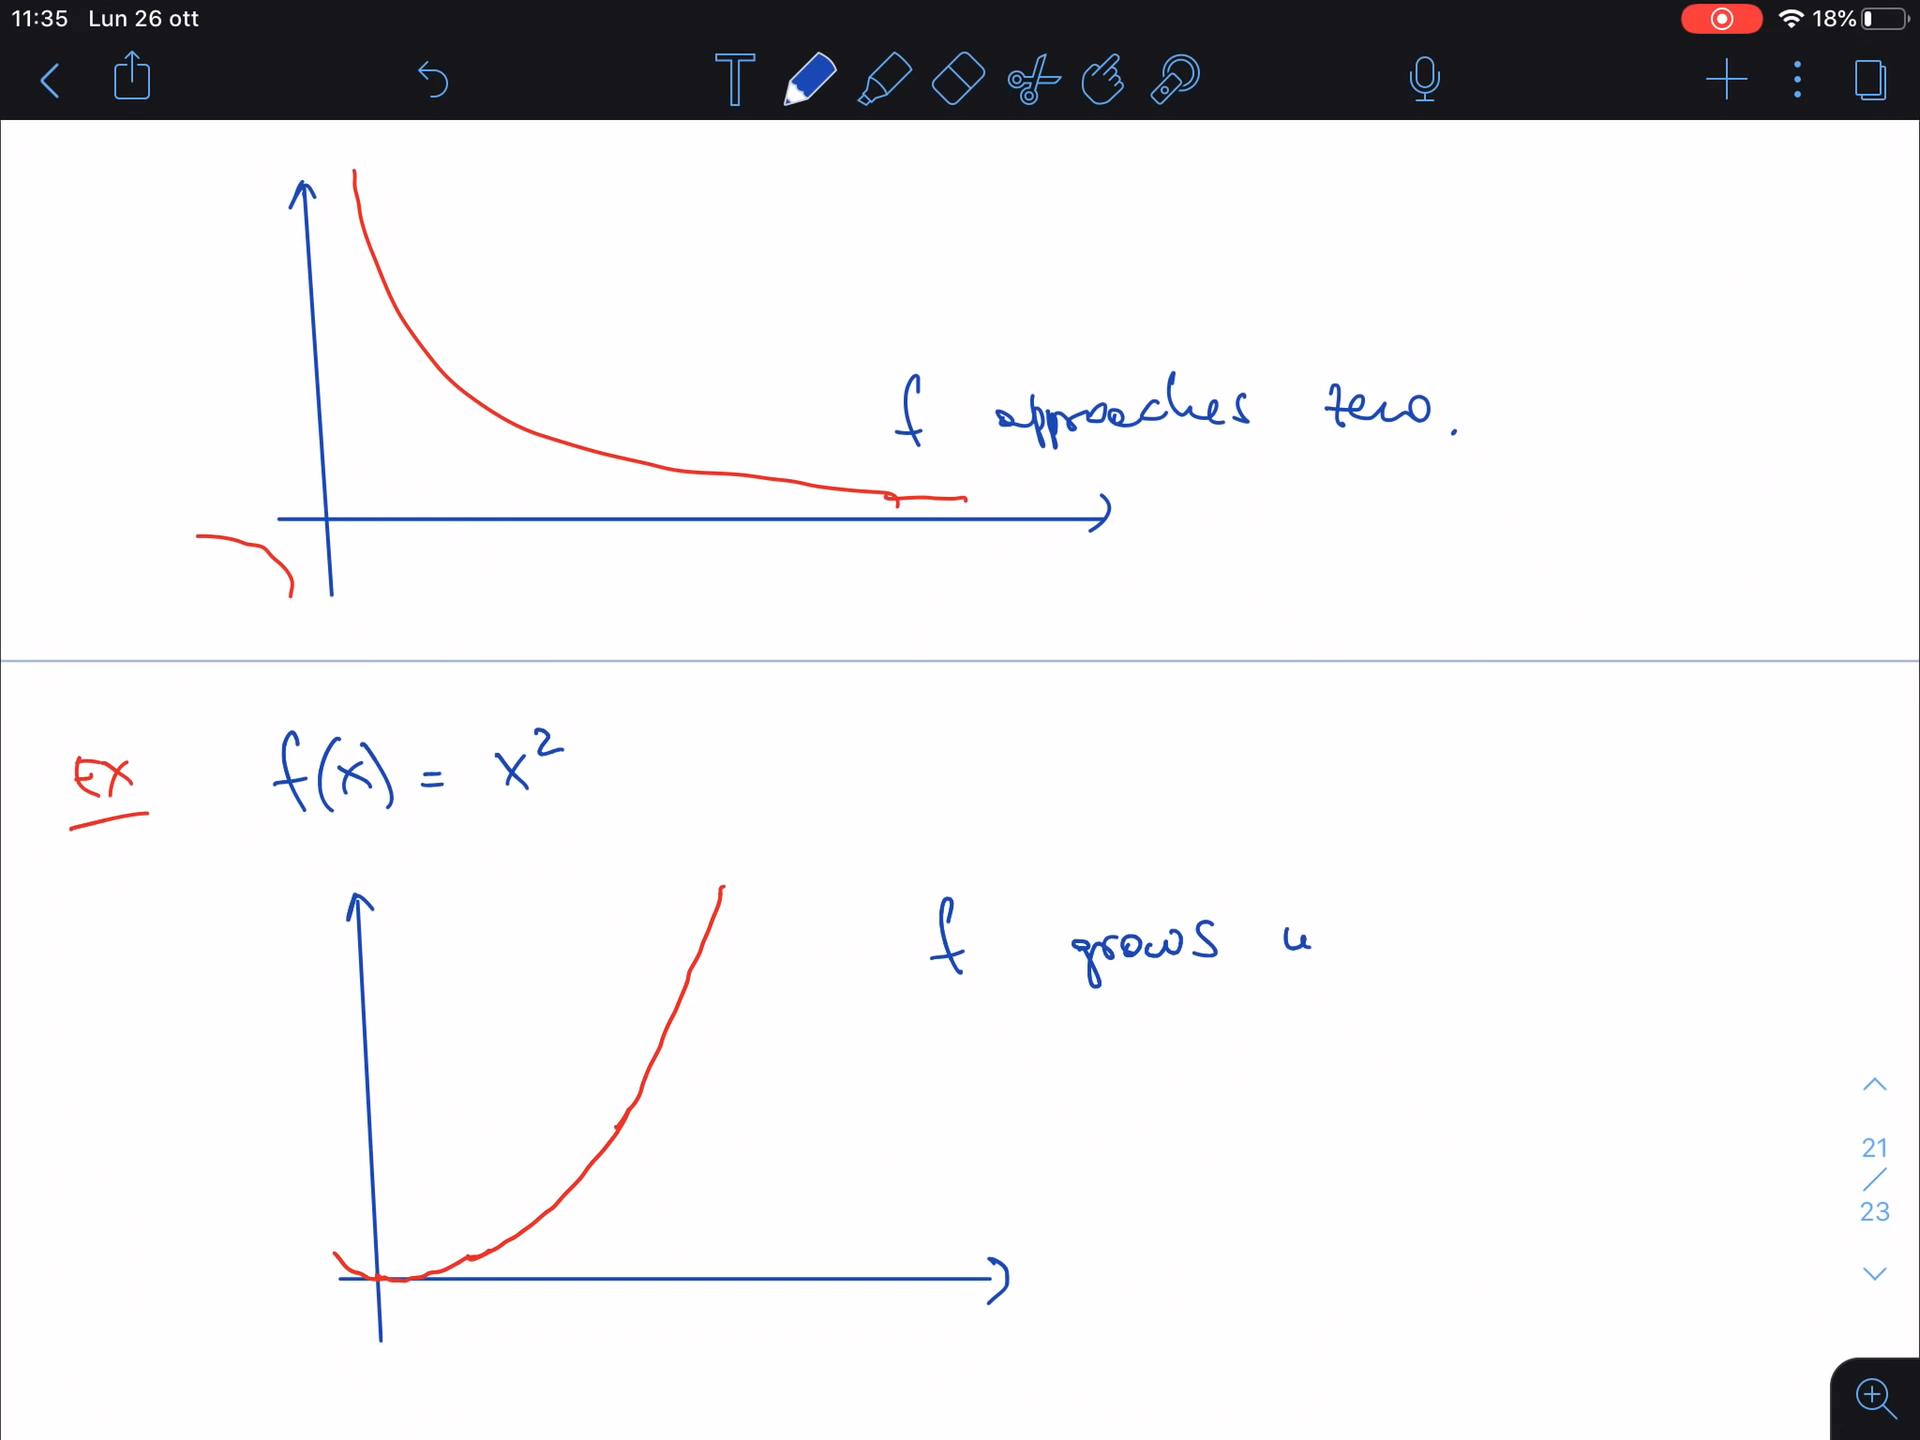 11:35 Lun 26 ott
18%
f approaches zero.
EX f(x) = x²
f grows u
21
/
23